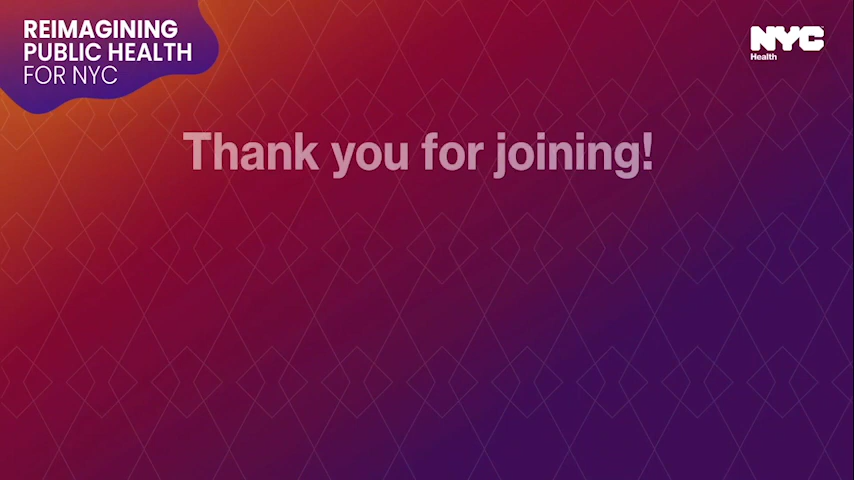 REIMAGINING
PUBLIC HEALTH
FOR NYC
NYC
Health
Thank you for joining!